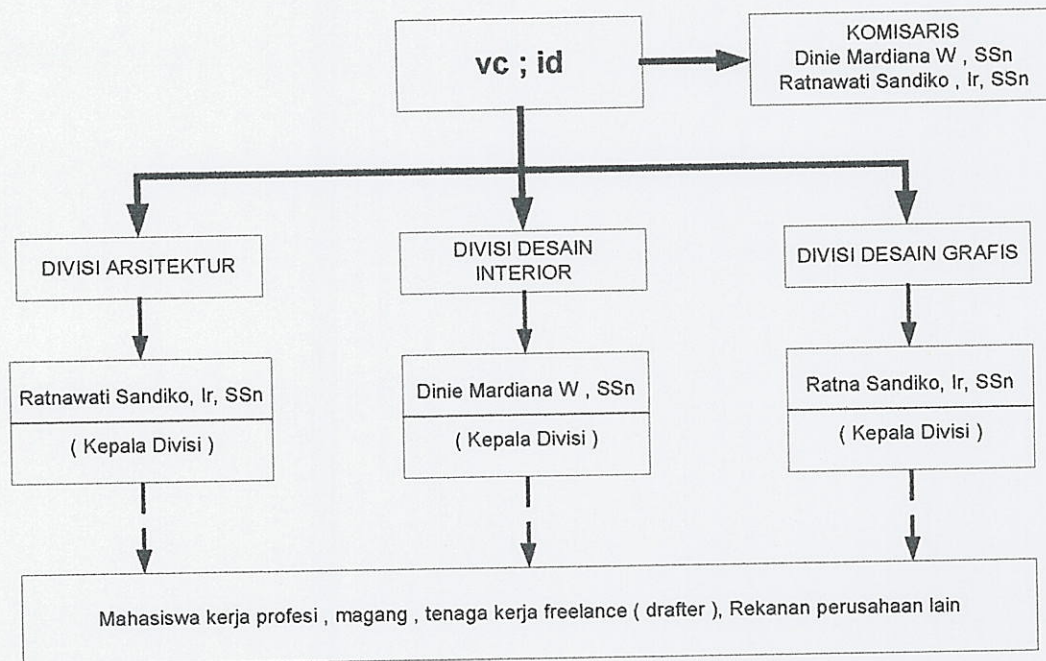 vc ; id
KOMISARIS
Dinie Mardiana W , SSn
Ratnawati Sandiko , Ir, SSn
DIVISI ARSITEKTUR
DIVISI DESAIN
INTERIOR
DIVISI DESAIN GRAFIS
Ratnawati Sandiko, Ir, SSn
( Kepala Divisi )
Dinie Mardiana W , SSn
( Kepala Divisi )
Ratna Sandiko, Ir, SSn
( Kepala Divisi )
Mahasiswa kerja profesi , magang , tenaga kerja freelance ( drafter ), Rekanan perusahaan lain